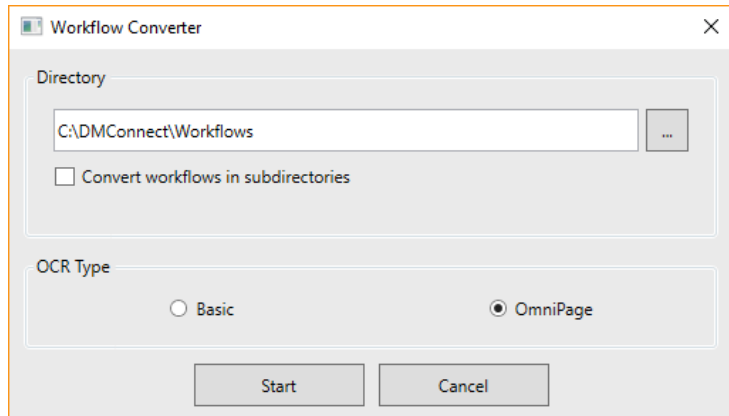 Workflow Converter
Directory
C:\DMConnect\Workflows
...
Convert workflows in subdirectories
OCR Type
Basic OmniPage
Start Cancel